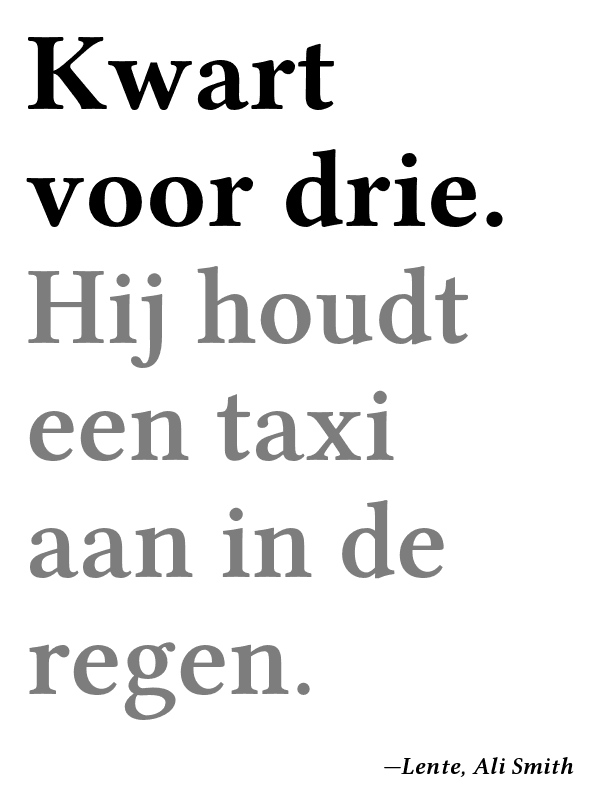 Kwart
voor drie.
Hij houdt
een taxi
aan in de
regen.
—Lente, Ali Smith